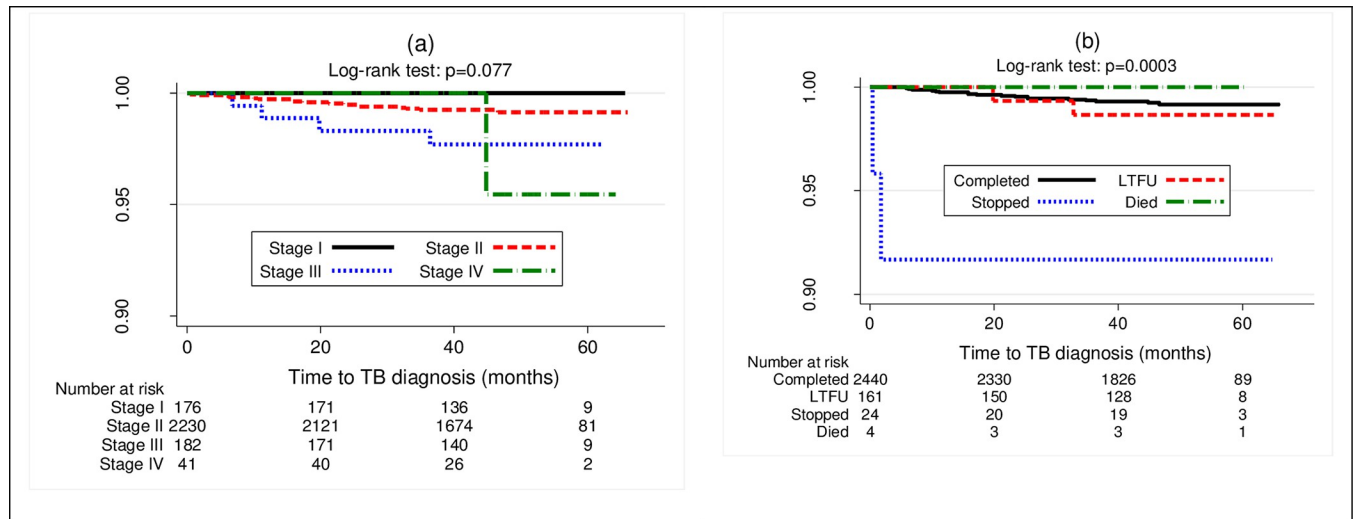 (a)
Log-rank test: p=0.077
1.00
0.95
0.90
Stage I Stage II
Stage III Stage IV
0 20 40 60
Time to TB diagnosis (months)
Number at risk
Stage I 176 171 136 9
Stage II 2230 2121 1674 81
Stage III 182 171 140 9
Stage IV 41 40 26 2
(b)
Log-rank test: p=0.0003
1.00
0.95
0.90
Completed LTFU
Stopped Died
0 20 40 60
Time to TB diagnosis (months)
Number at risk
Completed 2440 2330 1826 89
LTFU 161 150 128 8
Stopped 24 20 19 3
Died 4 3 3 1